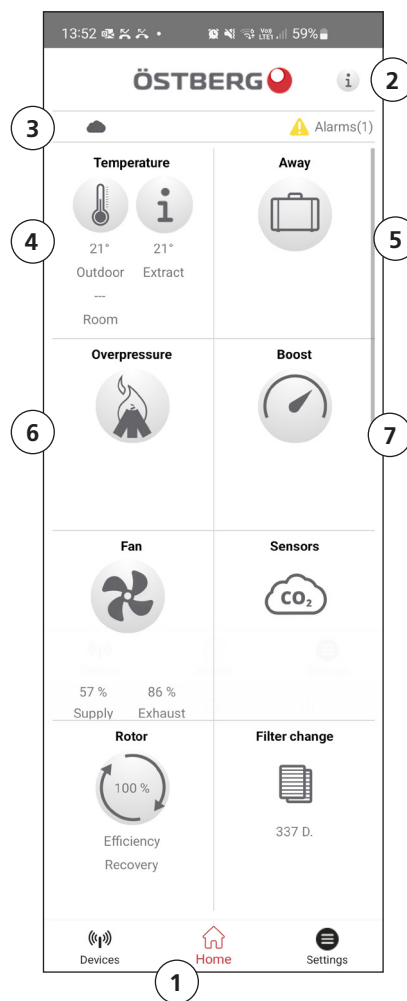 13:52 59%
ÖSTBERG i
2
3
Alarms(1)
Temperature Away
i
21° 21°
4
5
Outdoor Extract
---
Room
Overpressure Boost
6
7
Fan Sensors
CO₂
57 % 86 %
Supply Exhaust
Rotor Filter change
100 %
337 D.
Efficiency
Recovery
Devices Home Settings
1